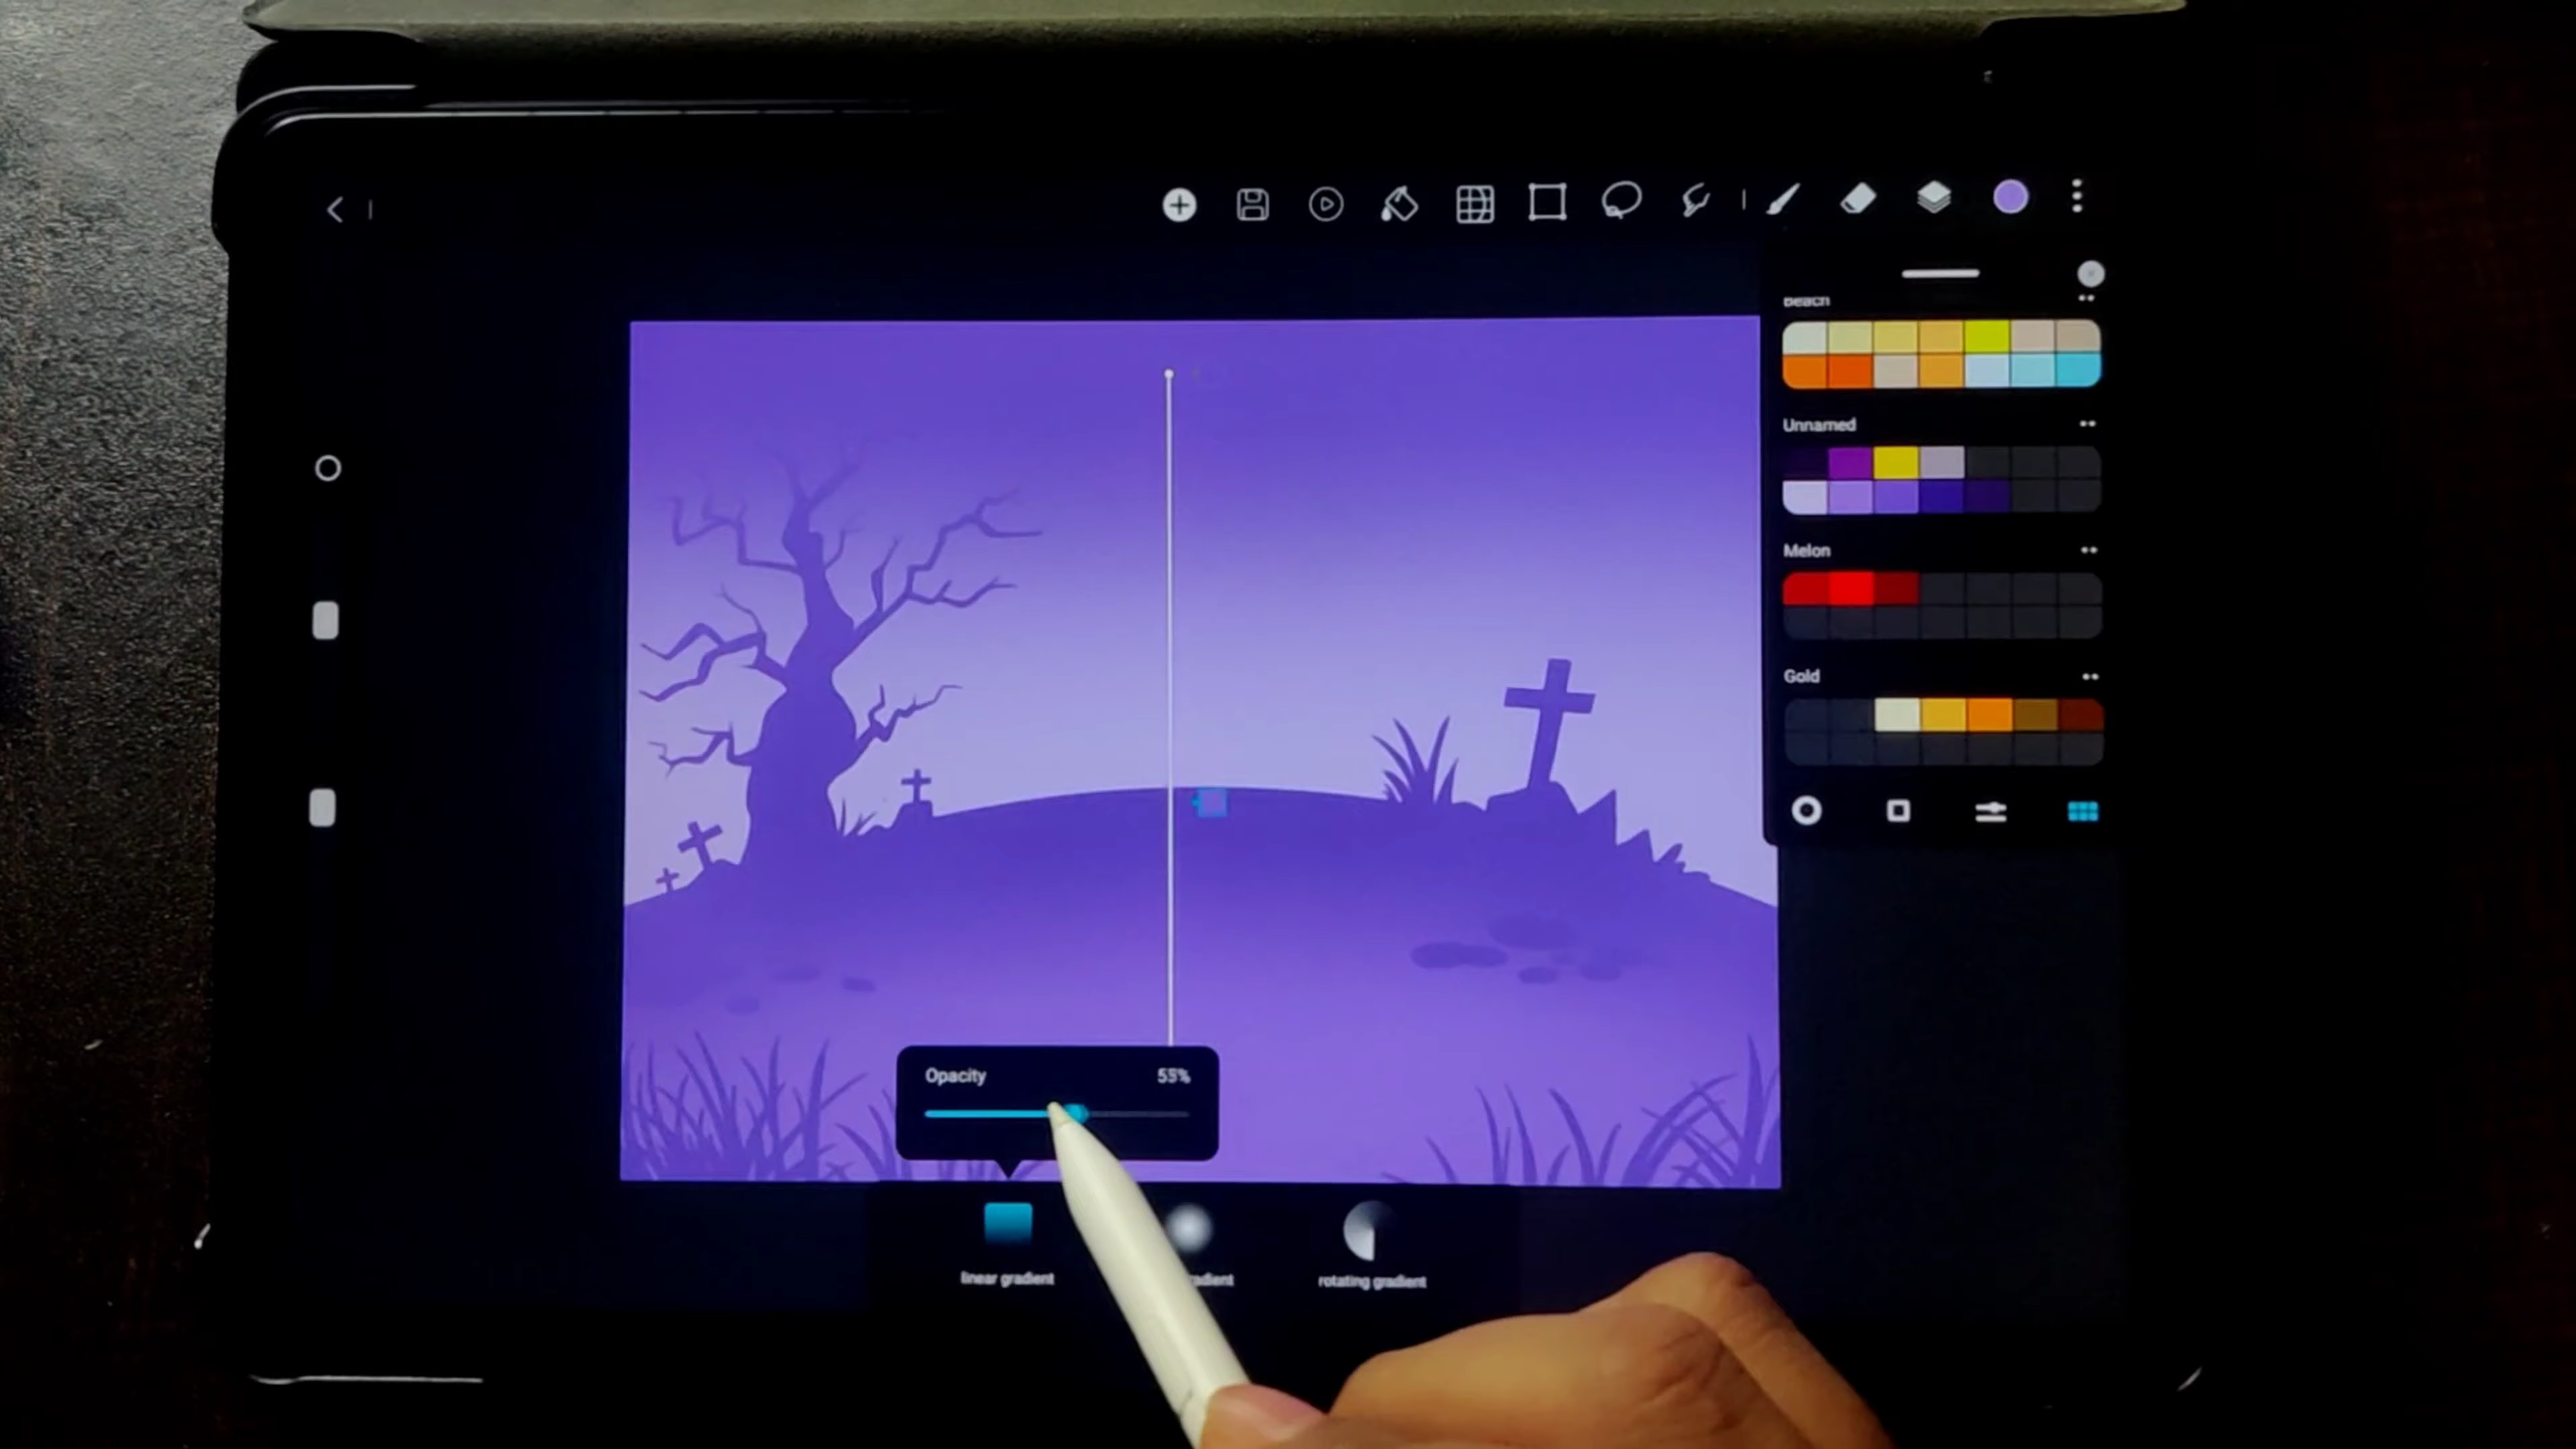 Beach
Unnamed
Melon
Gold
Opacity 55%
linear gradient
rotating gradient